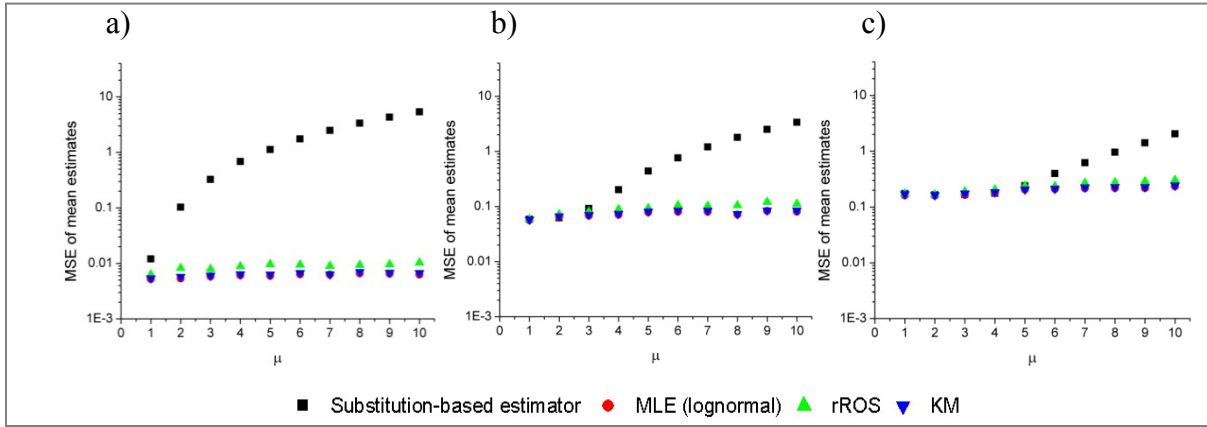 a)
MSE of mean estimates
10
1
0.1
0.01
1E-3
0 1 2 3 4 5 6 7 8 9 10
μ
b)
MSE of mean estimates
10
1
0.1
0.01
1E-3
0 1 2 3 4 5 6 7 8 9 10
μ
c)
MSE of mean estimates
10
1
0.1
0.01
1E-3
0 1 2 3 4 5 6 7 8 9 10
μ
Substitution-based estimator MLE (lognormal) rROS KM